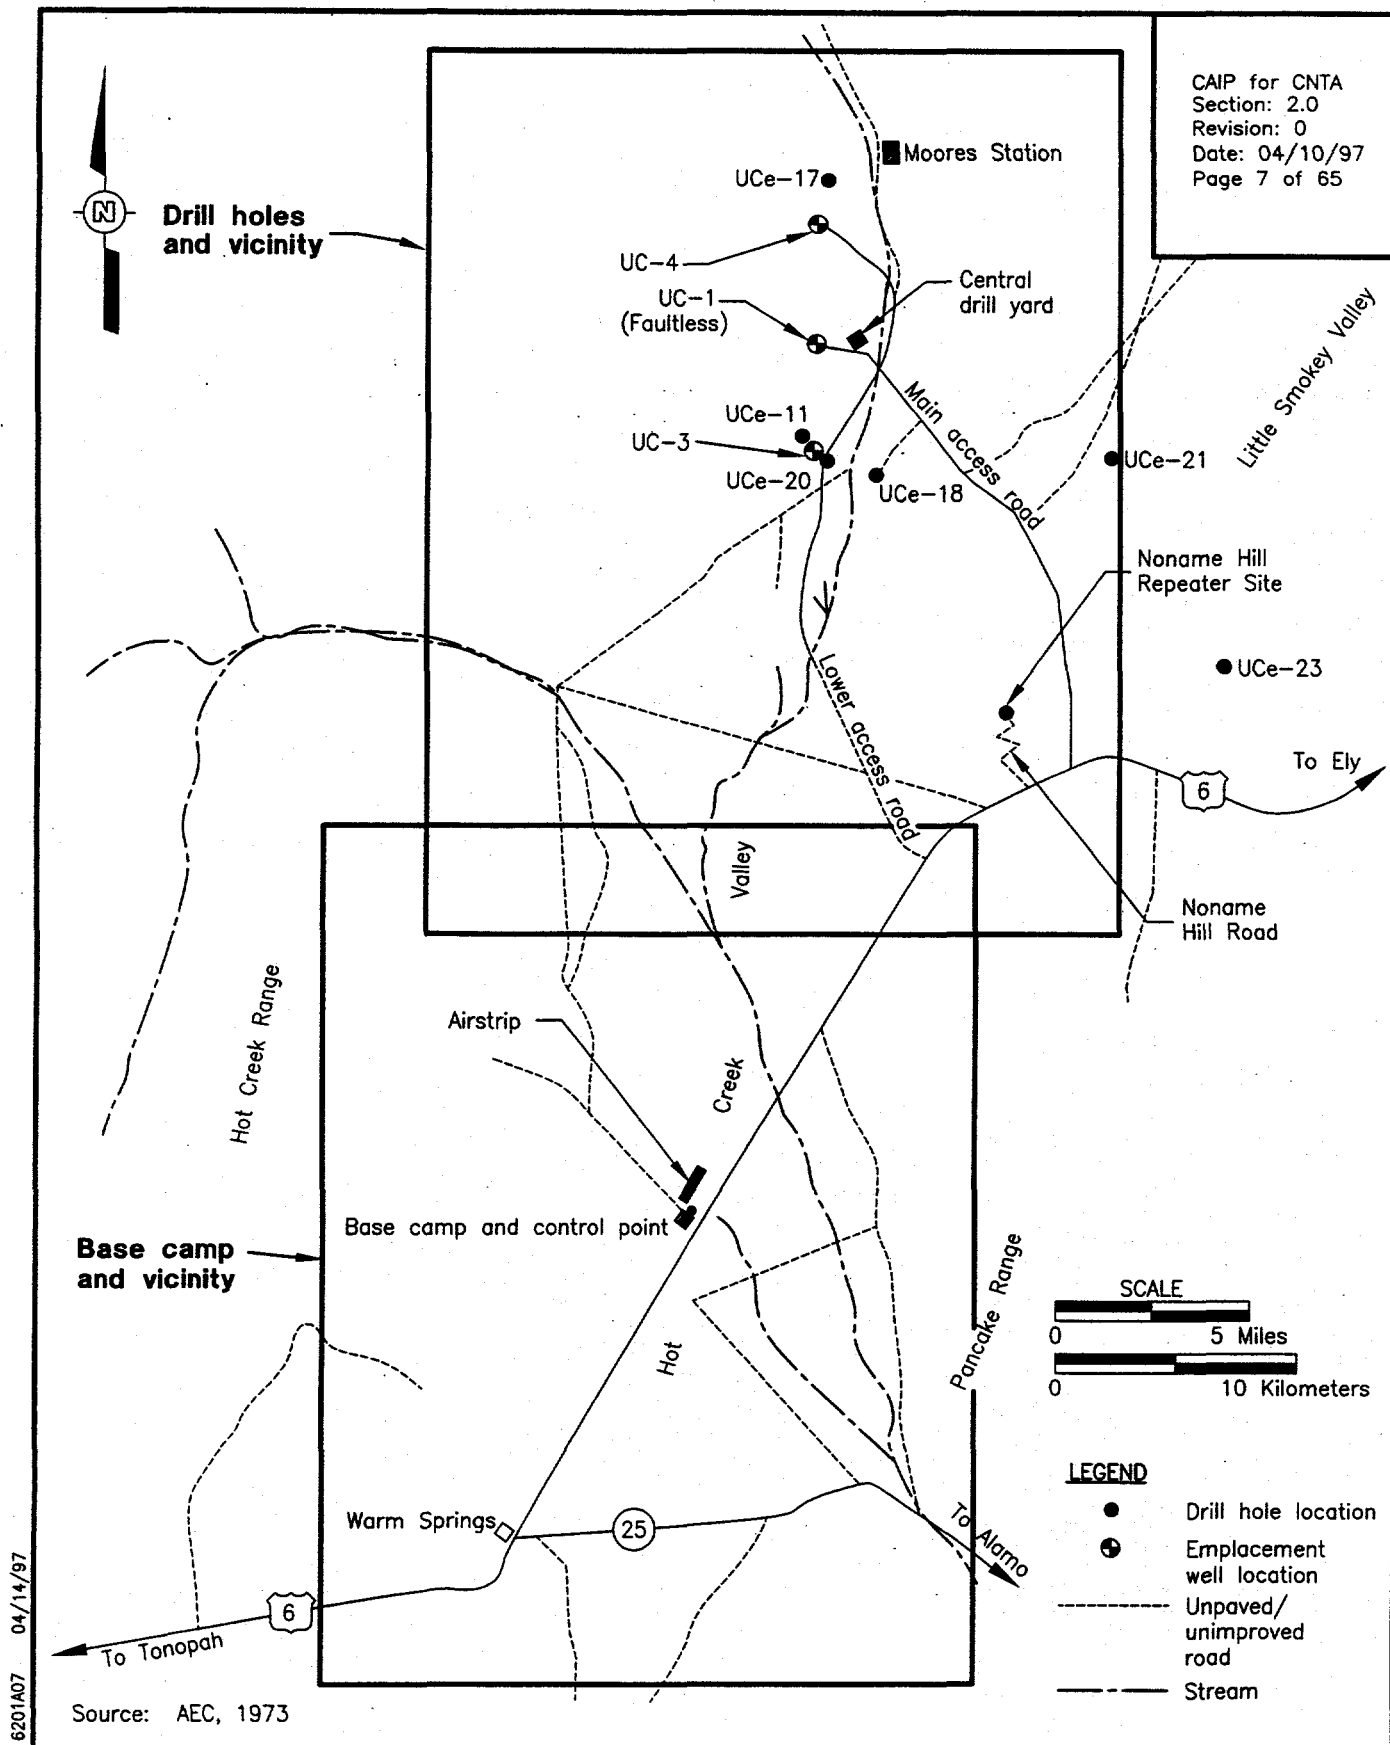 CAIP for CNTA
Section: 2.0
Revision: 0
Date: 04/10/97
Page 7 of 65
N
Drill holes
and vicinity
Moores Station
UCe-17
UC-4
UC-1
(Faultless)
Central
drill yard
Little Smokey Valley
Main access road
UCe-11
UC-3
UCe-20
UCe-18
UCe-21
Noname Hill
Repeater Site
UCe-23
Lower access road
To Ely
6
Valley
Noname
Hill Road
Hot Creek Range
Airstrip
Creek
Base camp and control point
Base camp
and vicinity
Pancake Range
Hot
SCALE
0 5 Miles
0 10 Kilometers
LEGEND
Drill hole location
Emplacement
well location
Unpaved/
unimproved
road
Stream
Warm Springs
25
To Alamo
6
To Tonopah
Source: AEC, 1973
6201A07 04/14/97